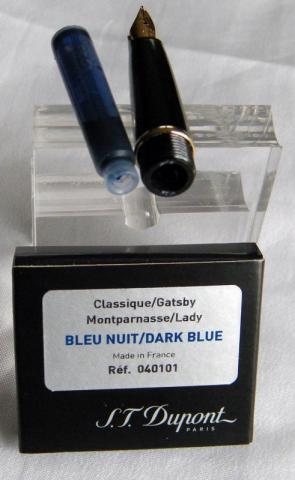 Classique/Gatsby
Montparnasse/Lady
BLEU NUIT/DARK BLUE
Made in France
Réf. 040101
S.T. Dupont
PARIS